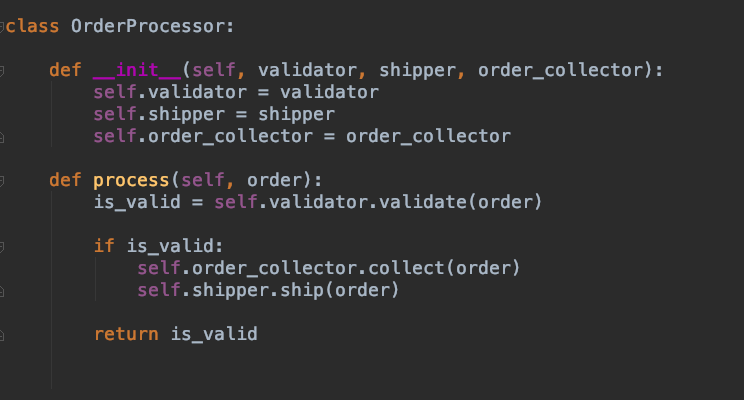 class OrderProcessor:
def __init__(self, validator, shipper, order_collector):
self.validator = validator
self.shipper = shipper
self.order_collector = order_collector
def process(self, order):
is_valid = self.validator.validate(order)
if is_valid:
self.order_collector.collect(order)
self.shipper.ship(order)
return is_valid